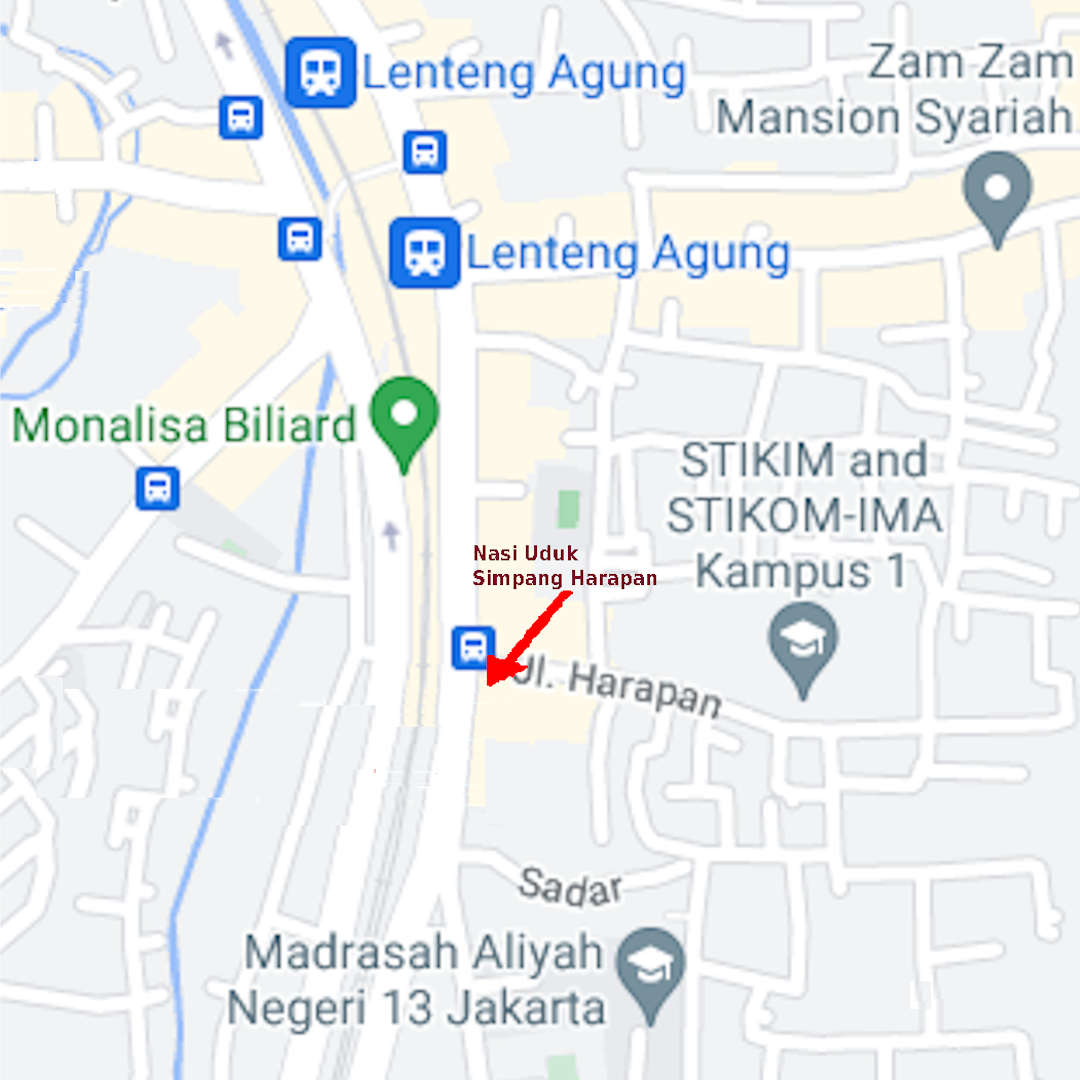 Lenteng Agung
Zam Zam
Mansion Syariah
Lenteng Agung
Monalisa Biliard
STIKIM and
STIKOM-IMA
Kampus 1
Nasi Uduk
Simpang Harapan
Jl. Harapan
Sadar
Madrasah Aliyah
Negeri 13 Jakarta